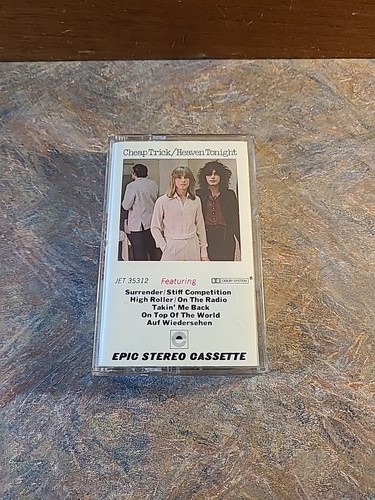 Cheap Trick/Heaven Tonight
JET 35312 Featuring DOLBY SYSTEM ®
Surrender/Stiff Competition
High Roller/On The Radio
Takin' Me Back
On Top Of The World
Auf Wiedersehen
EPIC STEREO CASSETTE